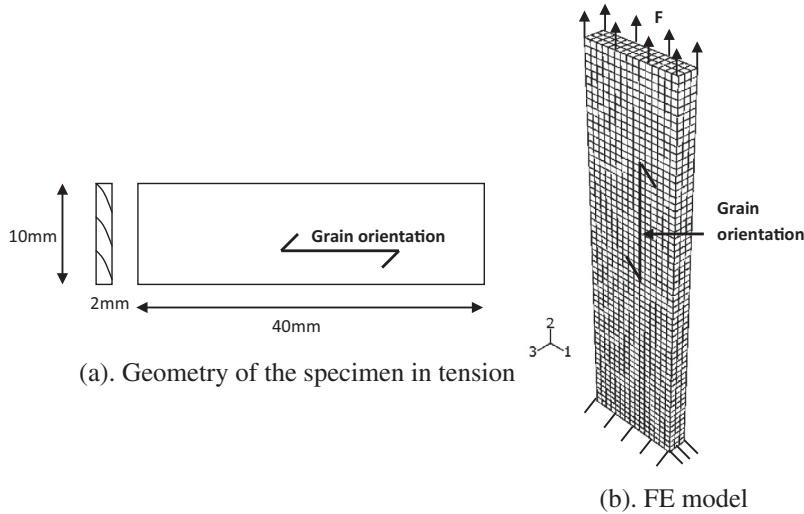 10mm
2mm
Grain orientation
40mm
(a). Geometry of the specimen in tension
F
Grain
orientation
2
3
1
(b). FE model